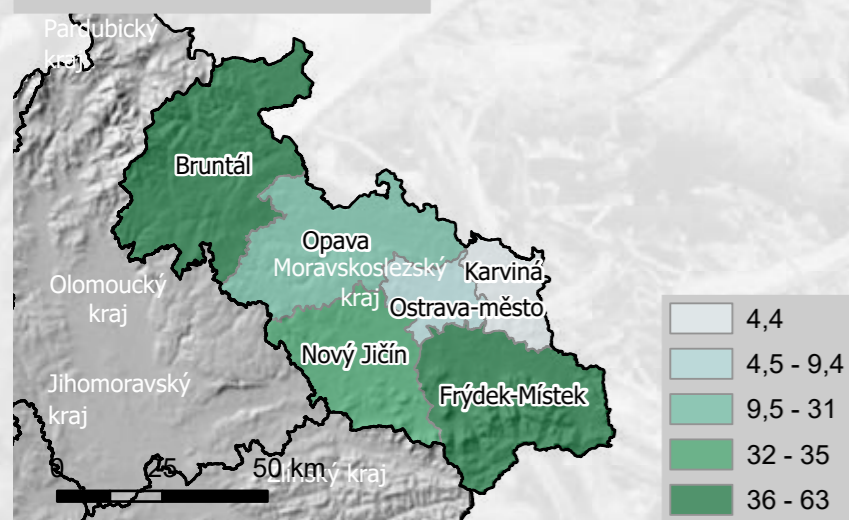 Pardubický
kraj
Bruntál
Opava
Moravskoslezský
kraj
Karviná
Ostrava-město
Olomoucký
kraj
Nový Jičín
Frýdek-Místek
Jihomoravský
kraj
Zlínský kraj
0 25 50 km
4,4
4,5 - 9,4
9,5 - 31
32 - 35
36 - 63